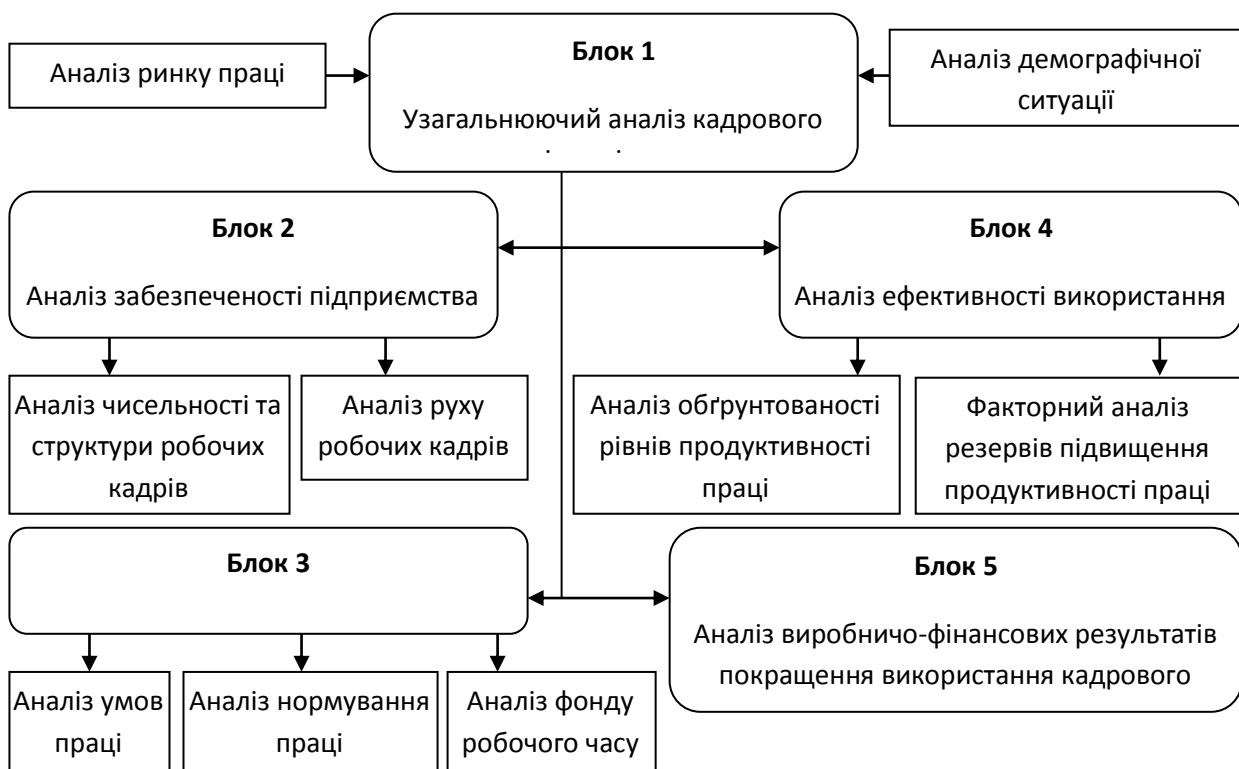 Аналіз ринку праці
Блок 1
Узагальнюючий аналіз кадрового
Аналіз демографічної
ситуації
Блок 2
Аналіз забезпеченості підприємства
Блок 4
Аналіз ефективності використання
Аналіз чисельності та
структури робочих
кадрів
Аналіз руху
робочих кадрів
Аналіз обґрунтованості
рівнів продуктивності
праці
Факторний аналіз
резервів підвищення
продуктивності праці
Блок 3
Блок 5
Аналіз виробничо-фінансових результатів
покращення використання кадрового
Аналіз умов
праці
Аналіз нормування
праці
Аналіз фонду
робочого часу